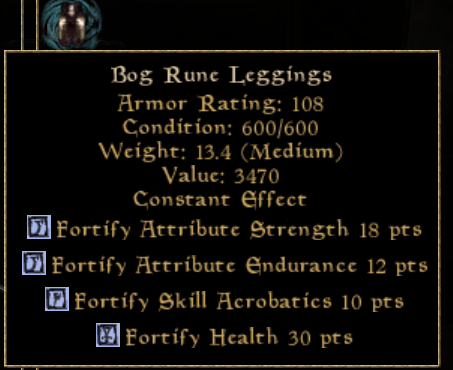 Bog Rune Leggings
Armor Rating: 108
Condition: 600/600
Weight: 13.4 (Medium)
Value: 3470
Constant Effect
Fortify Attribute Strength 18 pts
Fortify Attribute Endurance 12 pts
Fortify Skill Acrobatics 10 pts
Fortify Health 30 pts